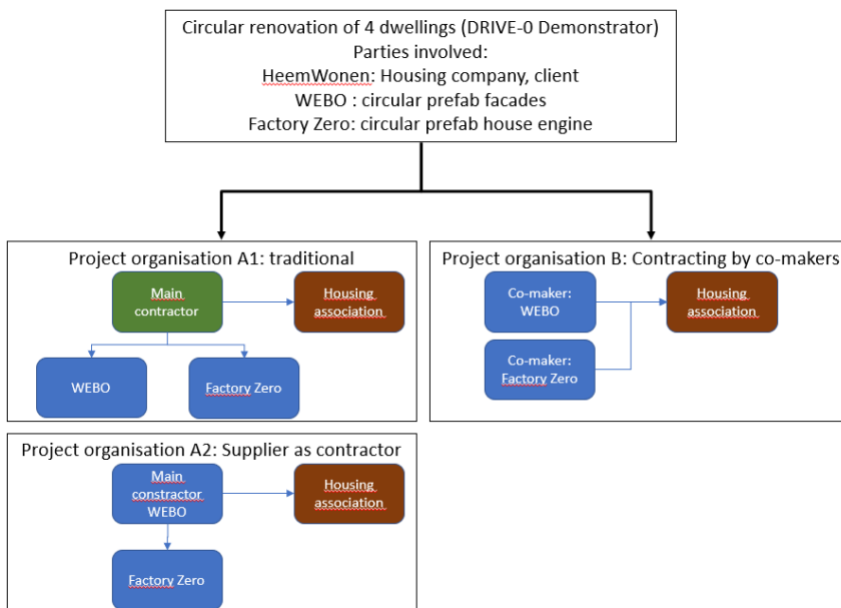 Circular renovation of 4 dwellings (DRIVE-0 Demonstrator)
Parties involved:
HeemWonen: Housing company, client
WEBO : circular prefab facades
Factory Zero: circular prefab house engine
Project organisation A1: traditional
Main
contractor
Housing
association
WEBO
Factory Zero
Project organisation B: Contracting by co-makers
Co-maker:
WEBO
Housing
association
Co-maker:
Factory Zero
Project organisation A2: Supplier as contractor
Main
constractor
WEBO
Housing
association
Factory Zero